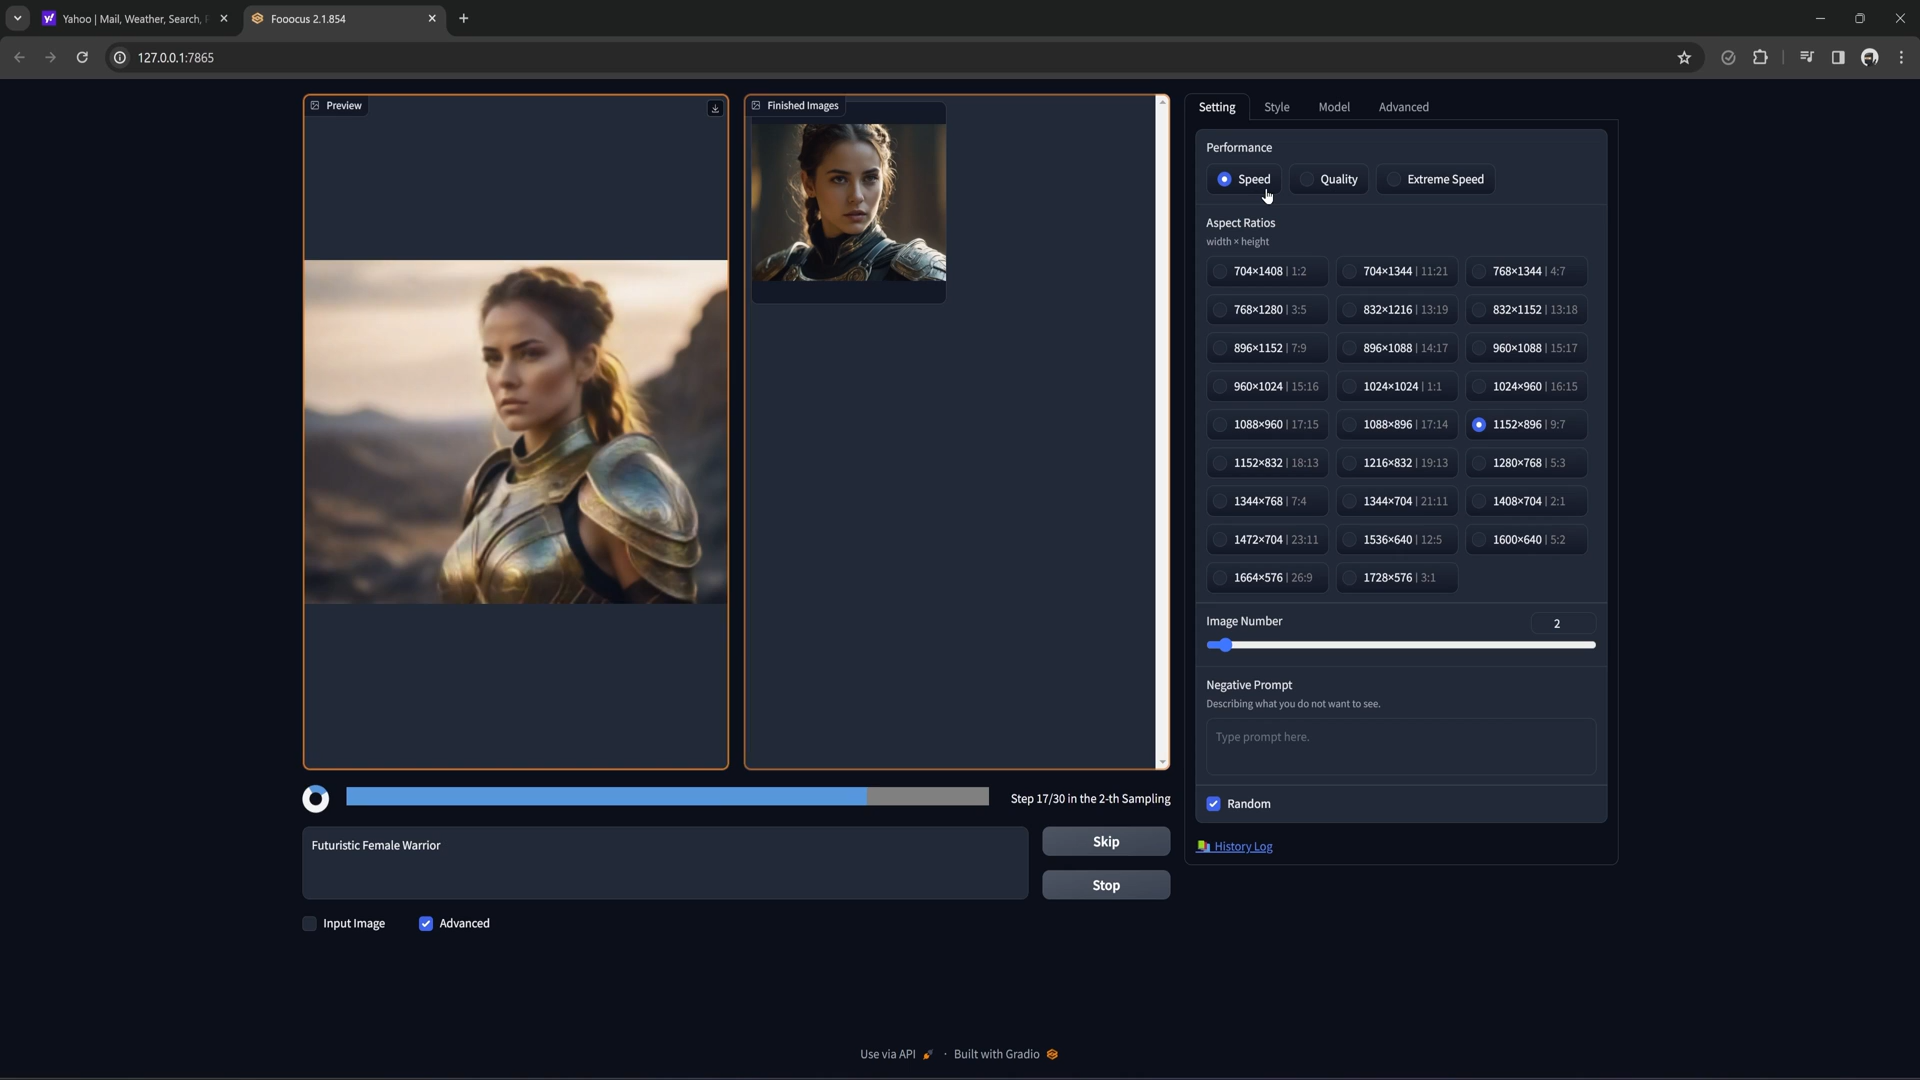 Yahoo | Mail, Weather, Search,
Fooocus 2.1.854
127.0.0.1:7865
Preview
Finished Images
Step 17/30 in the 2-th Sampling
Futuristic Female Warrior
Skip
Stop
Input Image
Advanced
Setting
Style
Model
Advanced
Performance
Speed
Quality
Extreme Speed
Aspect Ratios
width × height
704×1408 | 1:2
704×1344 | 11:21
768×1344 | 4:7
768×1280 | 3:5
832×1216 | 13:19
832×1152 | 13:18
896×1152 | 7:9
896×1088 | 14:17
960×1088 | 15:17
960×1024 | 15:16
1024×1024 | 1:1
1024×960 | 16:15
1088×960 | 17:15
1088×896 | 17:14
1152×896 | 9:7
1152×832 | 18:13
1216×832 | 19:13
1280×768 | 5:3
1344×768 | 7:4
1344×704 | 21:11
1408×704 | 2:1
1472×704 | 23:11
1536×640 | 12:5
1600×640 | 5:2
1664×576 | 26:9
1728×576 | 3:1
Image Number
2
Negative Prompt
Describing what you do not want to see.
Type prompt here.
Random
History Log
Use via API · Built with Gradio